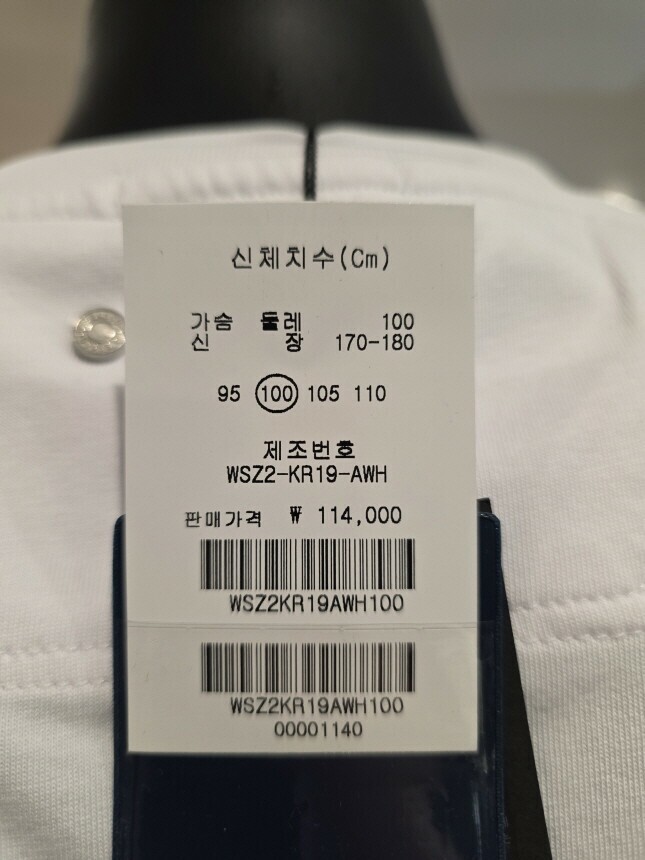 신체치수(Cm)
가슴 둘레 100
신 장 170-180
95 100 105 110
제조번호
WSZ2-KR19-AWH
판매가격 ₩ 114,000
WSZ2KR19AWH100
WSZ2KR19AWH100
00001140